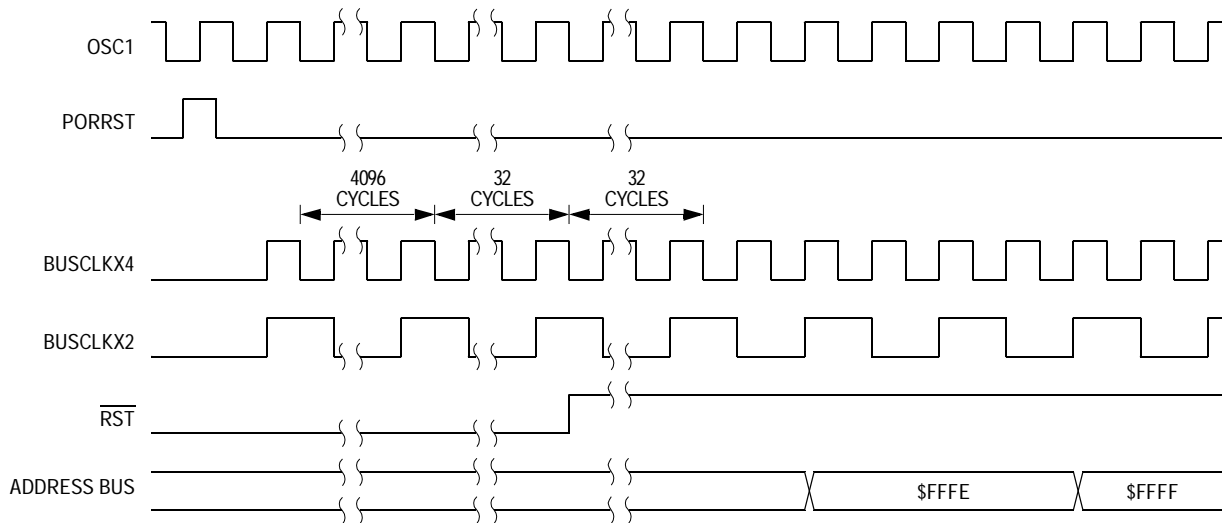 OSC1
PORRST
4096
CYCLES
32
CYCLES
32
CYCLES
BUSCLKX4
BUSCLKX2
RST
ADDRESS BUS
$FFFE
$FFFF